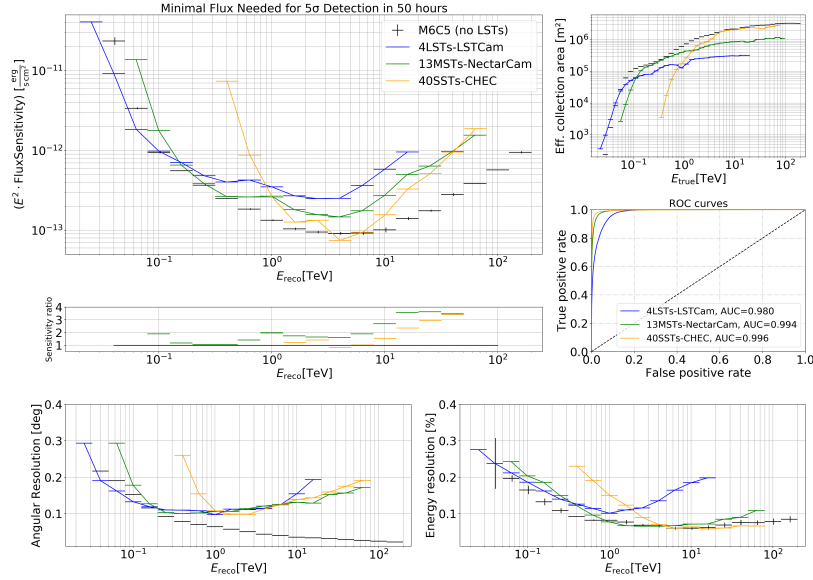 Minimal Flux Needed for 5σ Detection in 50 hours
(E² · FluxSensitivity) [erg/s cm²]
10⁻¹¹
10⁻¹²
10⁻¹³
M6C5 (no LSTs)
4LSTs-LSTCam
13MSTs-NectarCam
40SSTs-CHEC
10⁻¹ 10⁰ 10¹ 10²
E_reco[TeV]
Eff. collection area [m²]
10⁶
10⁵
10⁴
10³
10⁻¹ 10⁰ 10¹ 10²
E_true[TeV]
Sensitivity ratio
4
3
2
1
10⁻¹ 10⁰ 10¹ 10²
E_reco[TeV]
ROC curves
True positive rate
1.0
0.8
0.6
0.4
0.2
0.0
4LSTs-LSTCam, AUC=0.980
13MSTs-NectarCam, AUC=0.994
40SSTs-CHEC, AUC=0.996
0.0 0.2 0.4 0.6 0.8 1.0
False positive rate
Angular Resolution [deg]
0.4
0.3
0.2
0.1
10⁻¹ 10⁰ 10¹ 10²
E_reco[TeV]
Energy resolution [%]
0.4
0.3
0.2
0.1
10⁻¹ 10⁰ 10¹ 10²
E_reco[TeV]